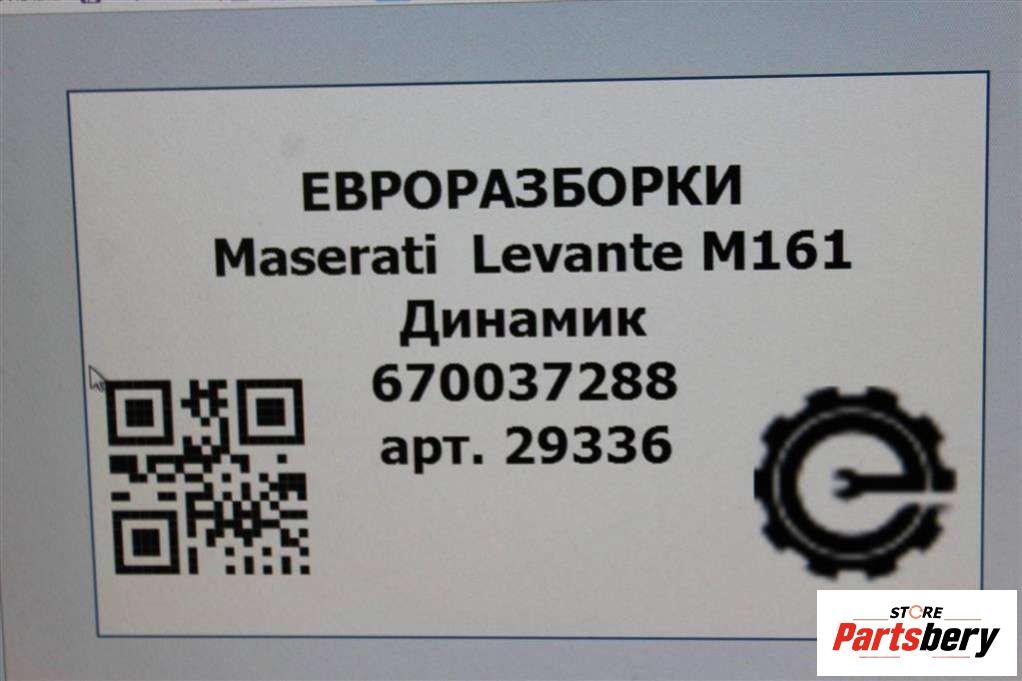 ЕВРОРАЗБОРКИ
Maserati Levante M161
Динамик
670037288
арт. 29336
STORE
Partsbery